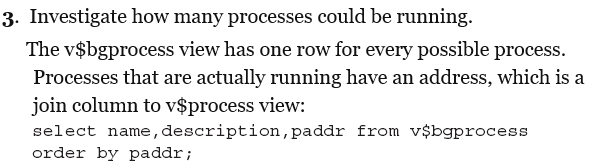 3. Investigate how many processes could be running.
The v$bgprocess view has one row for every possible process.
Processes that are actually running have an address, which is a
join column to v$process view:
select name,description,paddr from v$bgprocess
order by paddr;